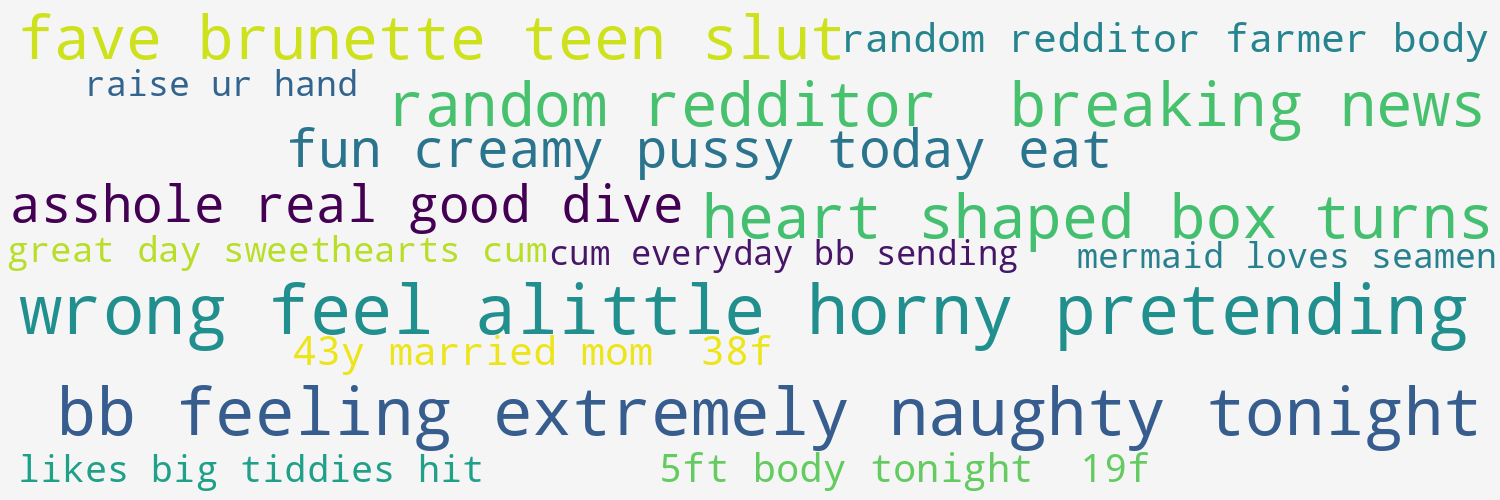 fave brunette teen slut
random redditor farmer body
raise ur hand
random redditor breaking news
fun creamy pussy today eat
asshole real good dive
heart shaped box turns
great day sweethearts cum
cum everyday bb sending
mermaid loves seamen
wrong feel alittle horny pretending
43y married mom 38f
bb feeling extremely naughty tonight
likes big tiddies hit
5ft body tonight 19f